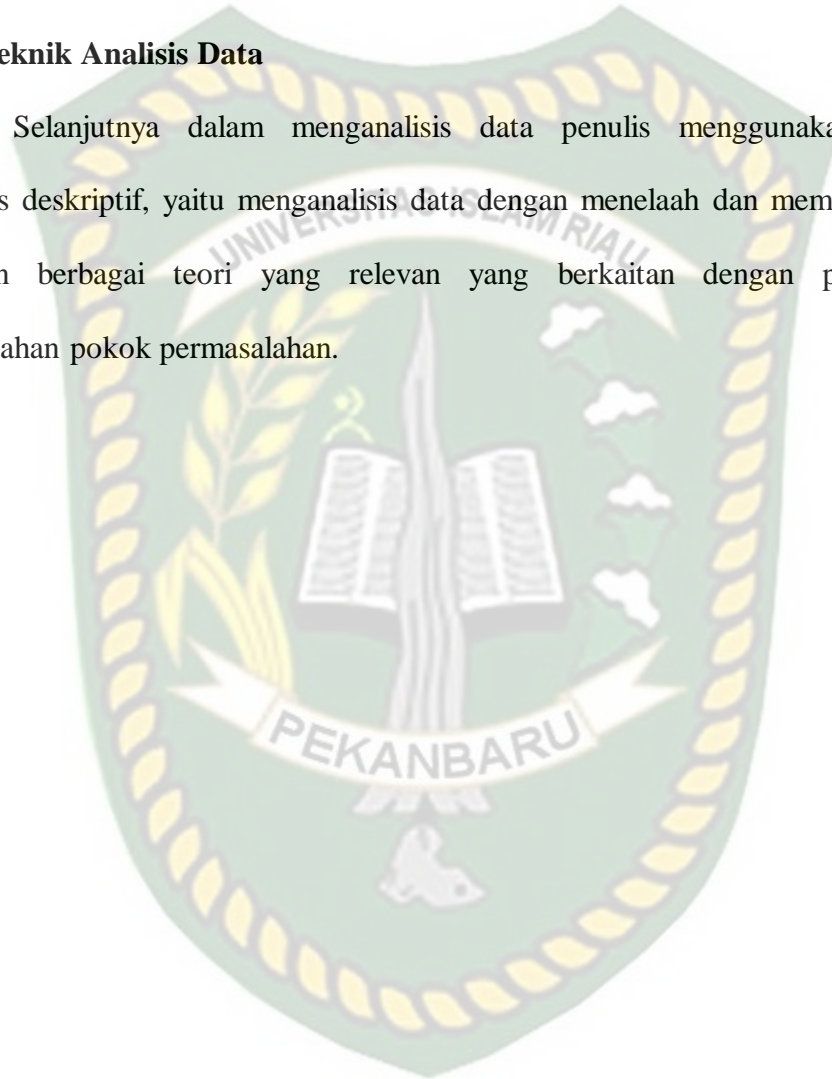 eknik Analisis Data
Selanjutnya dalam menganalisis data penulis menggunaka
s deskriptif, yaitu menganalisis data dengan menelaah dan mem
n berbagai teori yang relevan yang berkaitan dengan p
ahan pokok permasalahan.
UNIVERSITAS ISLAM RIAU
PEKANBARU